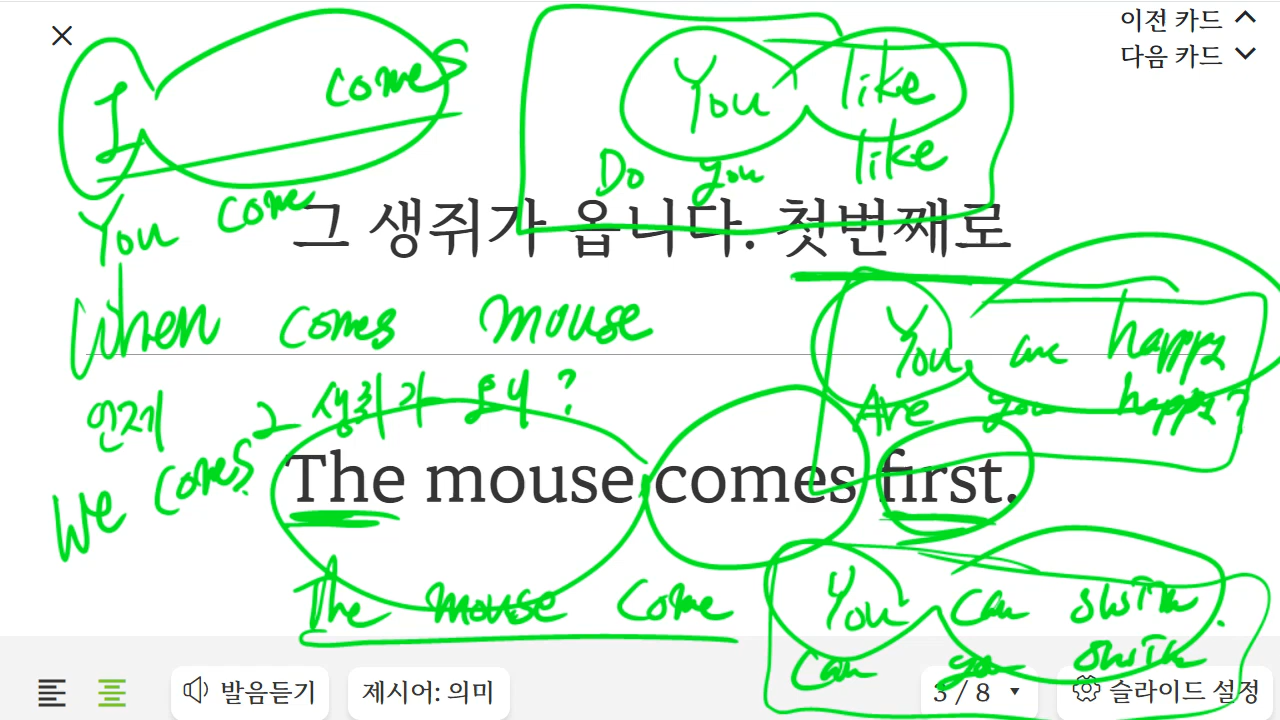 이전 카드
다음 카드
I comes
You like
Do you like
You come
그 생쥐가 옵니다. 첫번째로
When comes mouse
You are happy
언제 생쥐가 오니?
Are you happy?
We comes
The mouse comes first.
The mouse come
You can swim.
Can you swim
발음듣기
제시어: 의미
3 / 8
슬라이드 설정